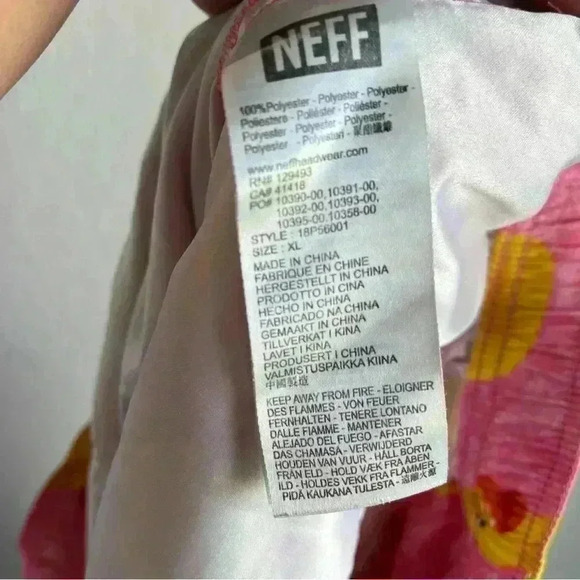 NEFF
100%Polyester - Polyester - Polyester -
Poliestere - Poliéster - Poliéster -
Polyester - Polyester - Polyester -
Polyester - Polyesteri - 聚酯纖維
www.neffheadwear.com
RN# 129493
CA# 41418
PO# 10390-00,10391-00,
10392-00,10393-00,
10395-00,10358-00
STYLE : 18P56001
SIZE : XL
MADE IN CHINA
FABRIQUE EN CHINE
HERGESTELLT IN CHINA
PRODOTTO IN CINA
HECHO IN CHINA
FABRICADO NA CHINA
GEMAAKT IN CHINA
TILLVERKAT I KINA
LAVET I KINA
PRODUSERT I CHINA
VALMISTUSPAIKKA KIINA
中國製造
KEEP AWAY FROM FIRE - ELOIGNER
DES FLAMMES - VON FEUER
FERNHALTEN - TENERE LONTANO
DALLE FIAMME - MANTENER
ALEJADO DEL FUEGO - AFASTAR
DAS CHAMASA - VERWIJDERD
HOUDEN VAN VUUR - HÅLL BORTA
FRÅN ELD - HOLD VÆK FRA ÅBEN
ILD - HOLDES VEKK FRA FLAMMER -
PIDÄ KAUKANA TULESTA - 遠離火源